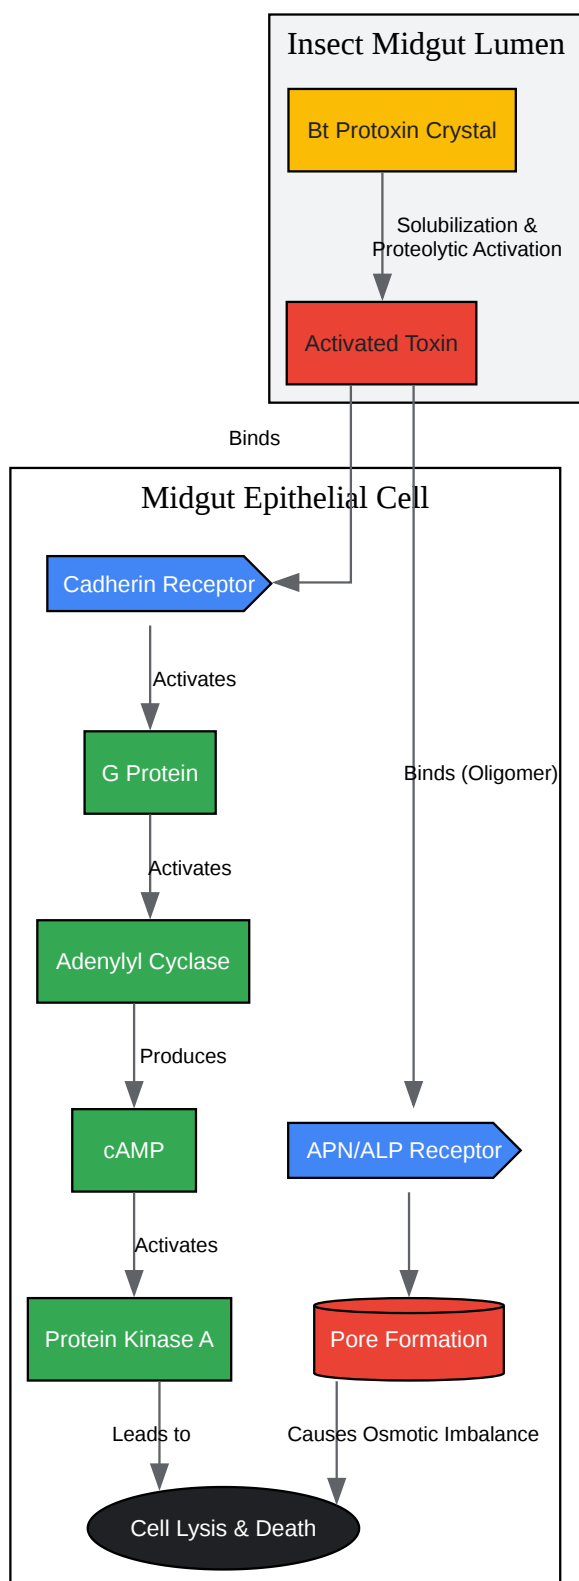 Insect Midgut Lumen
Bt Protoxin Crystal
Solubilization &
Proteolytic Activation
Activated Toxin
Binds
Midgut Epithelial Cell
Cadherin Receptor
Activates
G Protein
Binds (Oligomer)
Activates
Adenylyl Cyclase
Produces
cAMP
APN/ALP Receptor
Activates
Protein Kinase A
Pore Formation
Leads to
Causes Osmotic Imbalance
Cell Lysis & Death